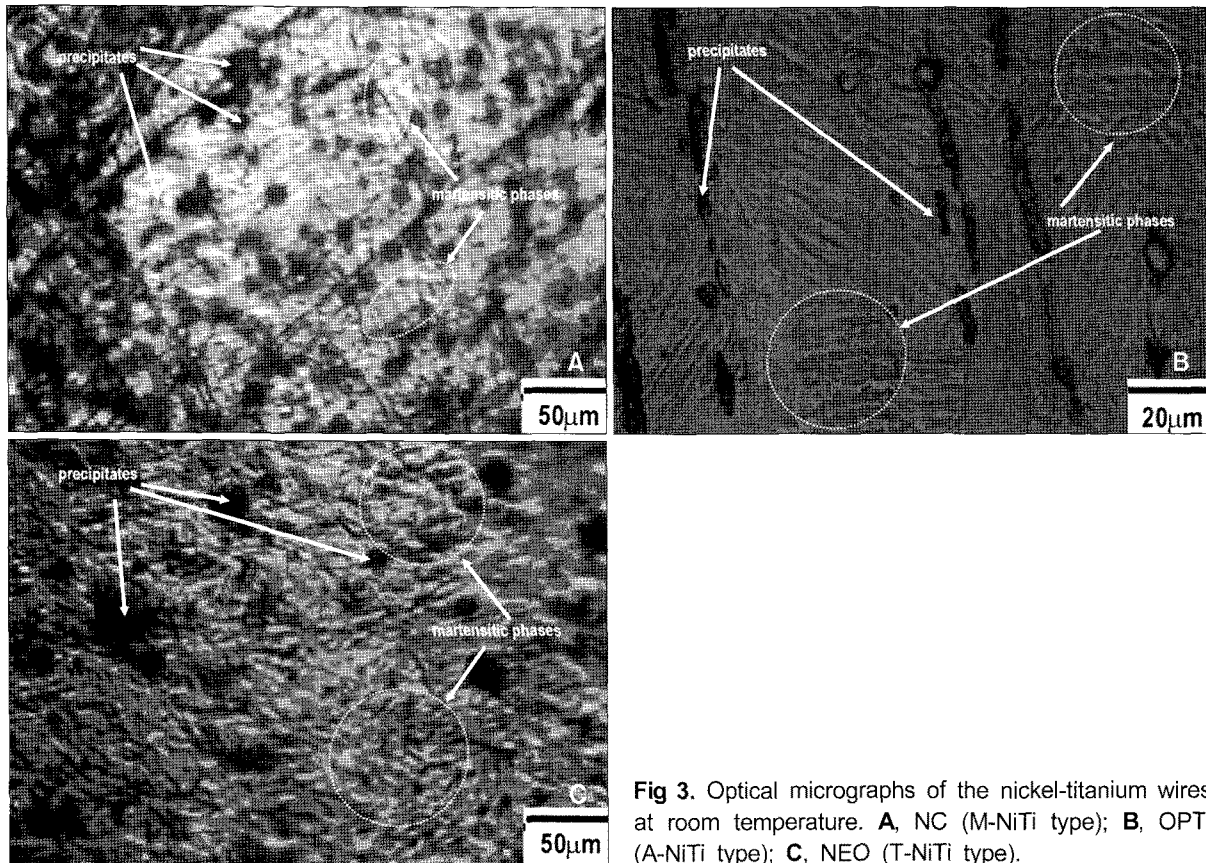 precipitates
martensitic phases
A
50μm
precipitates
martensitic phases
B
20μm
precipitates
martensitic phases
C
50μm
Fig 3. Optical micrographs of the nickel-titanium wires
at room temperature. A, NC (M-NiTi type); B, OPTI
(A-NiTi type); C, NEO (T-NiTi type).